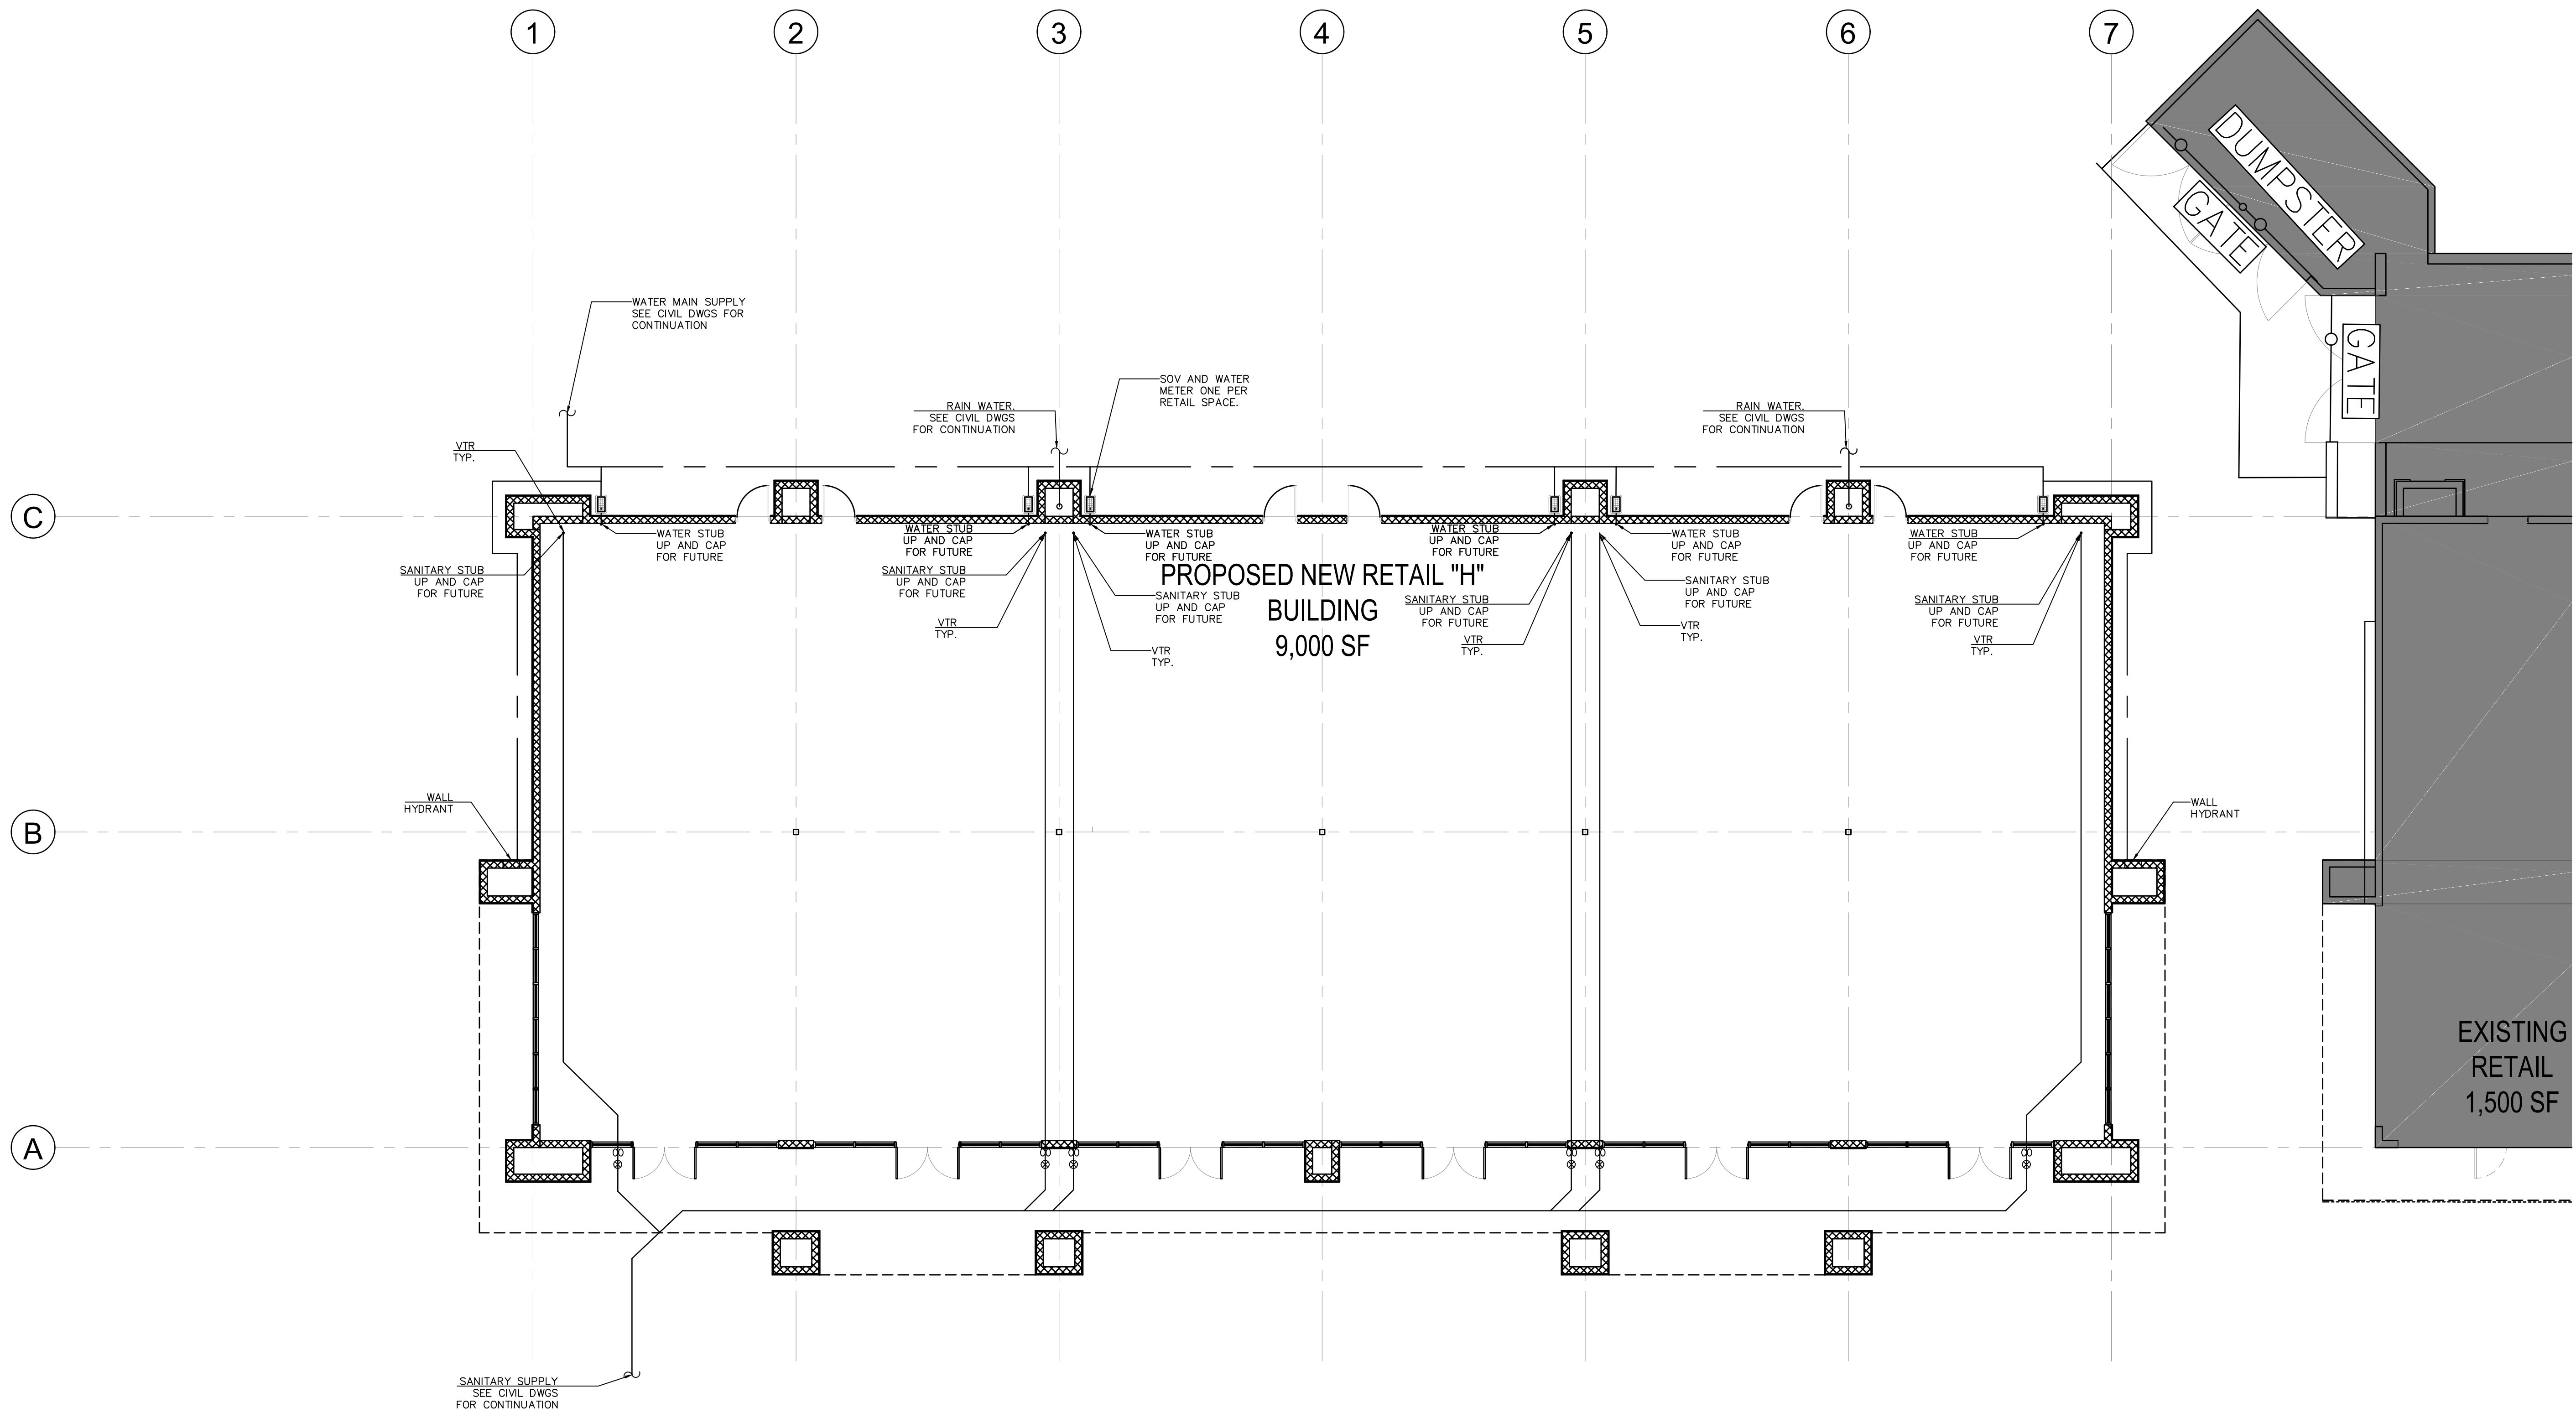 1
2
3
4
5
6
7
DUMPSTER
GATE
GATE
WATER MAIN SUPPLY
SEE CIVIL DWGS FOR
CONTINUATION
SOV AND WATER
METER ONE PER
RETAIL SPACE.
RAIN WATER.
SEE CIVIL DWGS
FOR CONTINUATION
RAIN WATER.
SEE CIVIL DWGS
FOR CONTINUATION
VTR
TYP.
C
WATER STUB
UP AND CAP
FOR FUTURE
WATER STUB
UP AND CAP
FOR FUTURE
WATER STUB
UP AND CAP
FOR FUTURE
WATER STUB
UP AND CAP
FOR FUTURE
WATER STUB
UP AND CAP
FOR FUTURE
WATER STUB
UP AND CAP
FOR FUTURE
SANITARY STUB
UP AND CAP
FOR FUTURE
SANITARY STUB
UP AND CAP
FOR FUTURE
PROPOSED NEW RETAIL "H"
BUILDING
9,000 SF
SANITARY STUB
UP AND CAP
FOR FUTURE
SANITARY STUB
UP AND CAP
FOR FUTURE
SANITARY STUB
UP AND CAP
FOR FUTURE
SANITARY STUB
UP AND CAP
FOR FUTURE
VTR
TYP.
VTR
TYP.
VTR
TYP.
VTR
TYP.
VTR
TYP.
WALL
HYDRANT
WALL
HYDRANT
B
EXISTING
RETAIL
1,500 SF
A
SANITARY SUPPLY
SEE CIVIL DWGS
FOR CONTINUATION